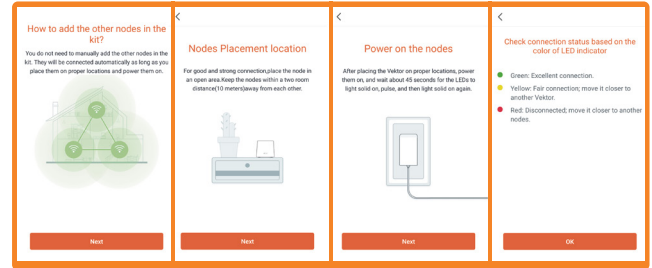 How to add the other nodes in the
kit?
You do not need to manually add the other nodes in the
kit. They will be connected automatically as long as you
place them on proper locations and power them on.
Next
Nodes Placement location
For good and strong connection,place the node in
an open area.Keep the nodes within a two room
distance(10 meters)away from each other.
Next
Power on the nodes
After placing the Vektor on proper locations, power
them on, and wait about 45 seconds for the LEDs to
light solid on, pulse, and then light solid on again.
Next
Check connection status based on the
color of LED indicator
Green: Excellent connection.
Yellow: Fair connection; move it closer to
another Vektor.
Red: Disconnected; move it closer to another
nodes.
OK